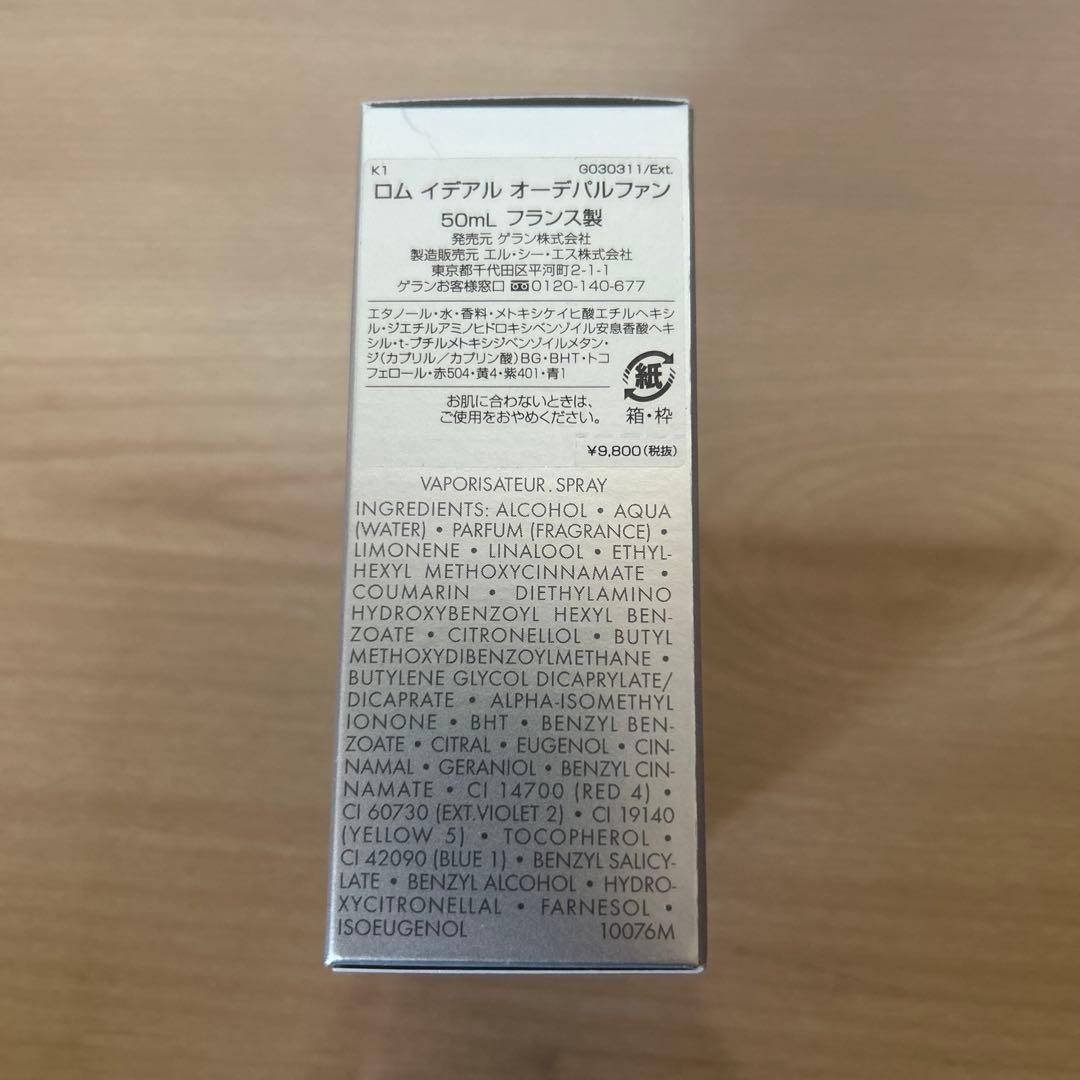 K1 G030311/Ext.
ロム イデアル オーデパルファン
50mL フランス製
発売元 ゲラン株式会社
製造販売元 エル・シー・エス株式会社
東京都千代田区平河町2-1-1
ゲランお客様窓口 0120-140-677
エタノール・水・香料・メトキシケイヒ酸エチルヘキシ
ル・ジエチルアミノヒドロキシベンゾイル安息香酸ヘキ
シル・t-ブチルメトキシジベンゾイルメタン・
ジ(カプリル/カプリン酸)BG・BHT・トコ
フェロール・赤504・黄4・紫401・青1
紙
箱・枠
お肌に合わないときは、
ご使用をおやめください。
¥9,800(税抜)
VAPORISATEUR.SPRAY
INGREDIENTS: ALCOHOL • AQUA
(WATER) • PARFUM (FRAGRANCE) •
LIMONENE • LINALOOL • ETHYL-
HEXYL METHOXYCINNAMATE •
COUMARIN • DIETHYLAMINO
HYDROXYBENZOYL HEXYL BEN-
ZOATE • CITRONELLOL • BUTYL
METHOXYDIBENZOYLMETHANE •
BUTYLENE GLYCOL DICAPRYLATE/
DICAPRATE • ALPHA-ISOMETHYL
IONONE • BHT • BENZYL BEN-
ZOATE • CITRAL • EUGENOL • CIN-
NAMAL • GERANIOL • BENZYL CIN-
NAMATE • CI 14700 (RED 4) •
CI 60730 (EXT.VIOLET 2) • CI 19140
(YELLOW 5) • TOCOPHEROL •
CI 42090 (BLUE 1) • BENZYL SALICY-
LATE • BENZYL ALCOHOL • HYDRO-
XYCITRONELLAL • FARNESOL •
ISOEUGENOL 10076M